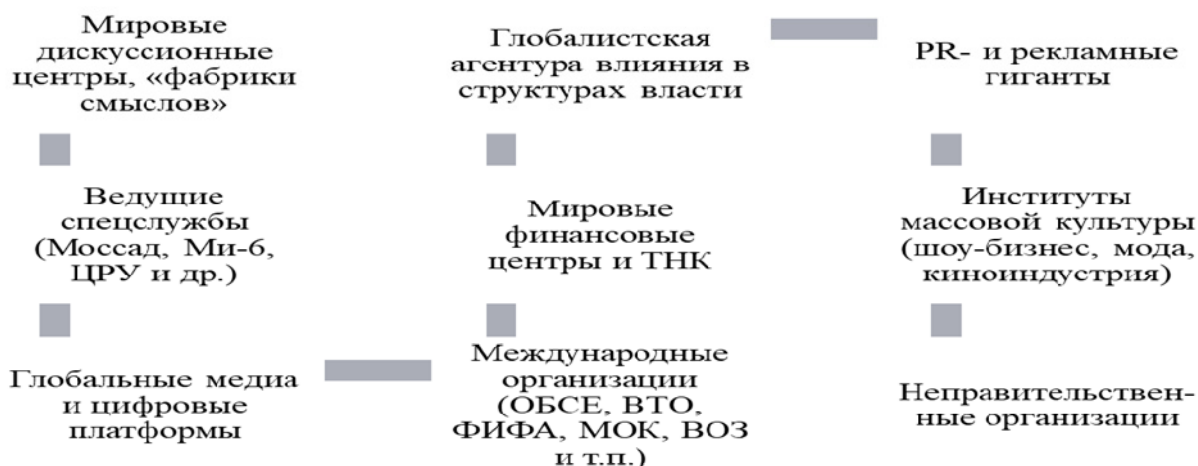 Мировые
дискуссионные
центры, «фабрики
смыслов»
Ведущие
спецслужбы
(Моссад, Ми-6,
ЦРУ и др.)
Глобальные медиа
и цифровые
платформы
Международные
организации
(ОБСЕ, ВТО,
ФИФА, МОК, ВОЗ
и т.п.)
Мировые
финансовые
центры и ТНК
Глобалистская
агентура влияния в
структурах власти
PR- и рекламные
гиганты
Институты
массовой культуры
(шоу-бизнес, мода,
киноиндустрия)
Неправительствен-
ные организации